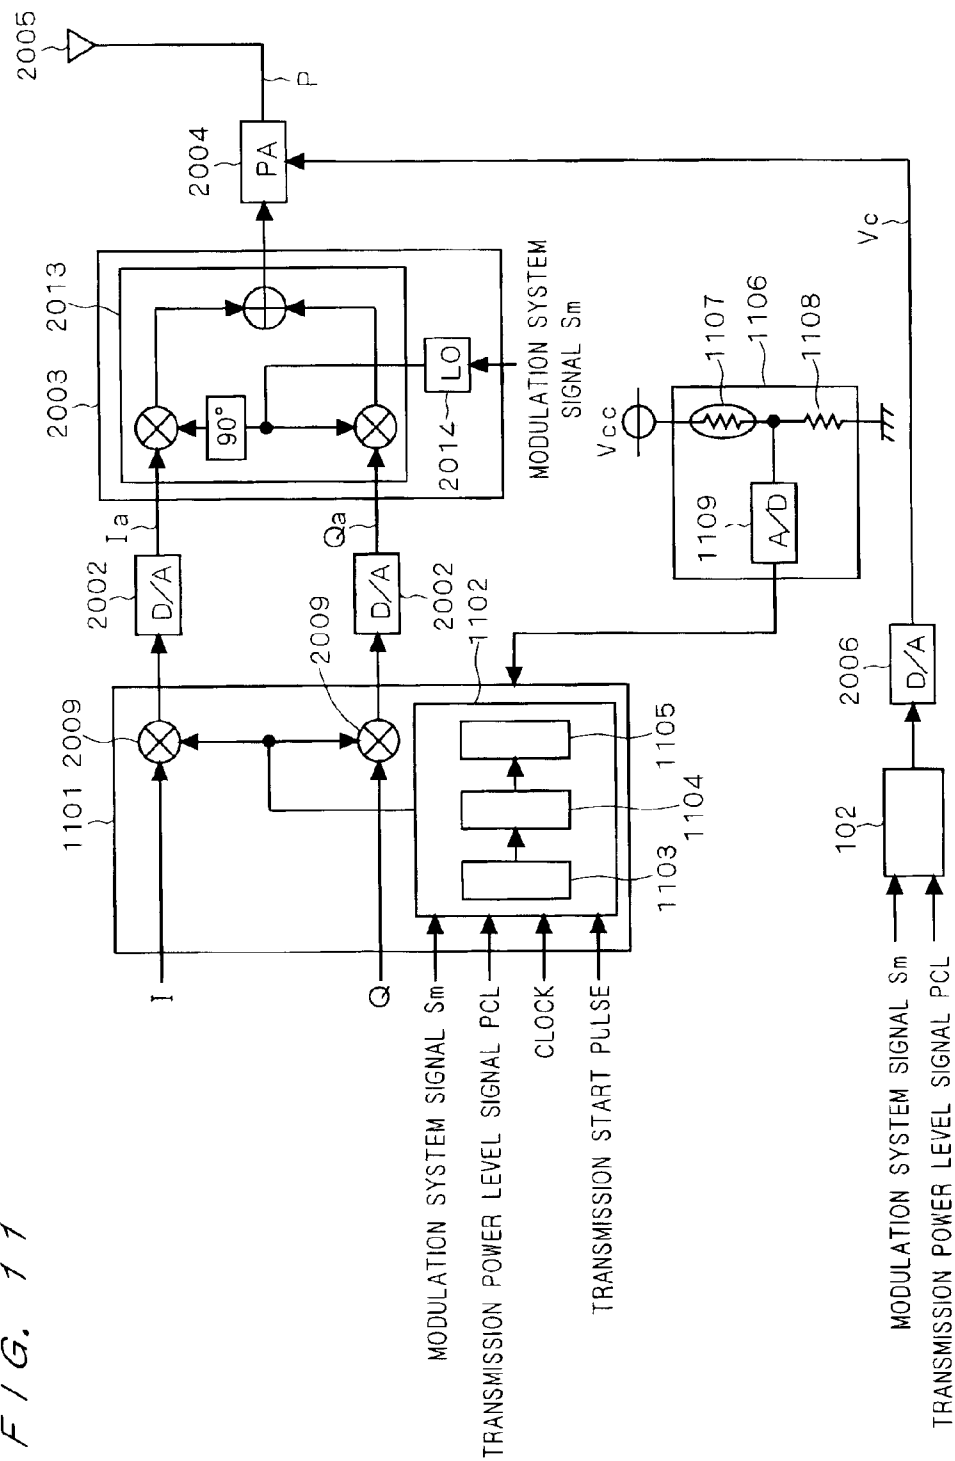 FIG. 11
I
Q
MODULATION SYSTEM SIGNAL Sm
TRANSMISSION POWER LEVEL SIGNAL PCL
CLOCK
TRANSMISSION START PULSE
1101
2009
2009
1102
1103
1104
1105
2002
D/A
2002
D/A
Ia
Qa
2003
2013
90°
2014
LO
MODULATION SYSTEM
SIGNAL Sm
2004
PA
P
2005
Vcc
1107
1106
1108
1109
A/D
MODULATION SYSTEM SIGNAL Sm
TRANSMISSION POWER LEVEL SIGNAL PCL
102
2006
D/A
Vc